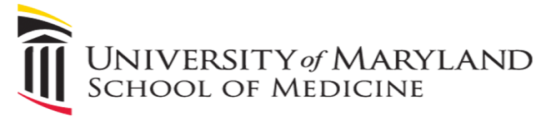 UNIVERSITY of MARYLAND
SCHOOL OF MEDICINE